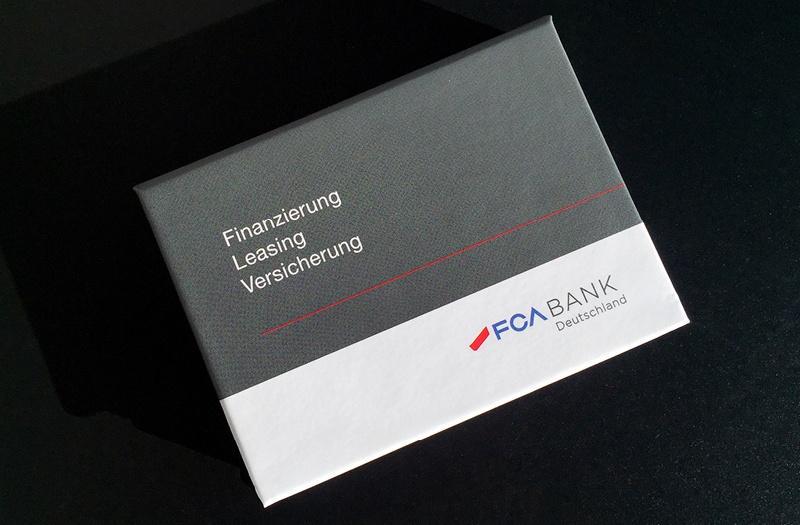 Finanzierung
Leasing
Versicherung
FCA BANK
Deutschland